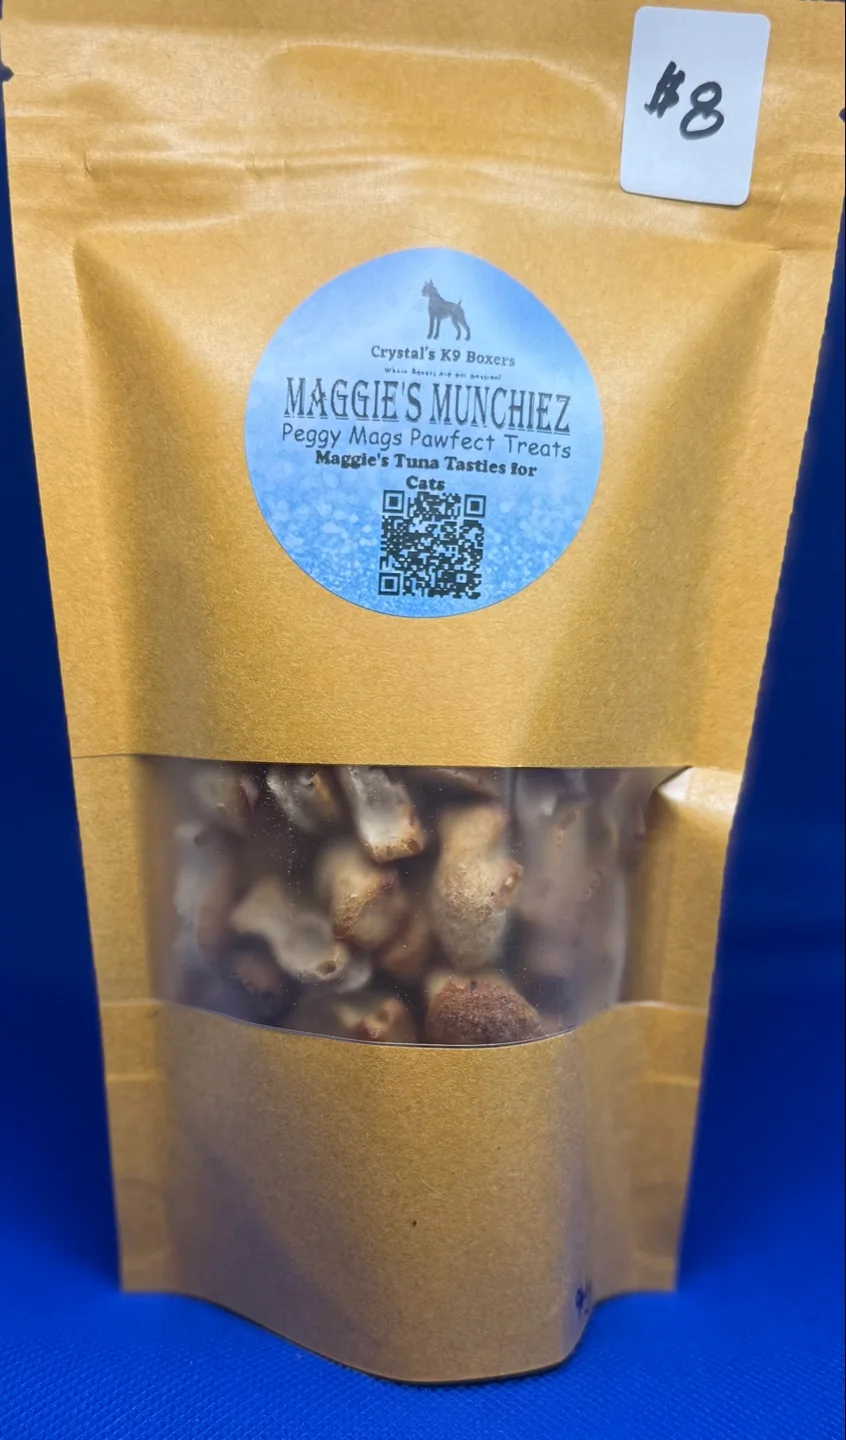 $8
Crystal's K9 Boxers
MAGGIE'S MUNCHIEZ
Peggy Mags Pawfect Treats
Maggie's Tuna Tasties for
Cats